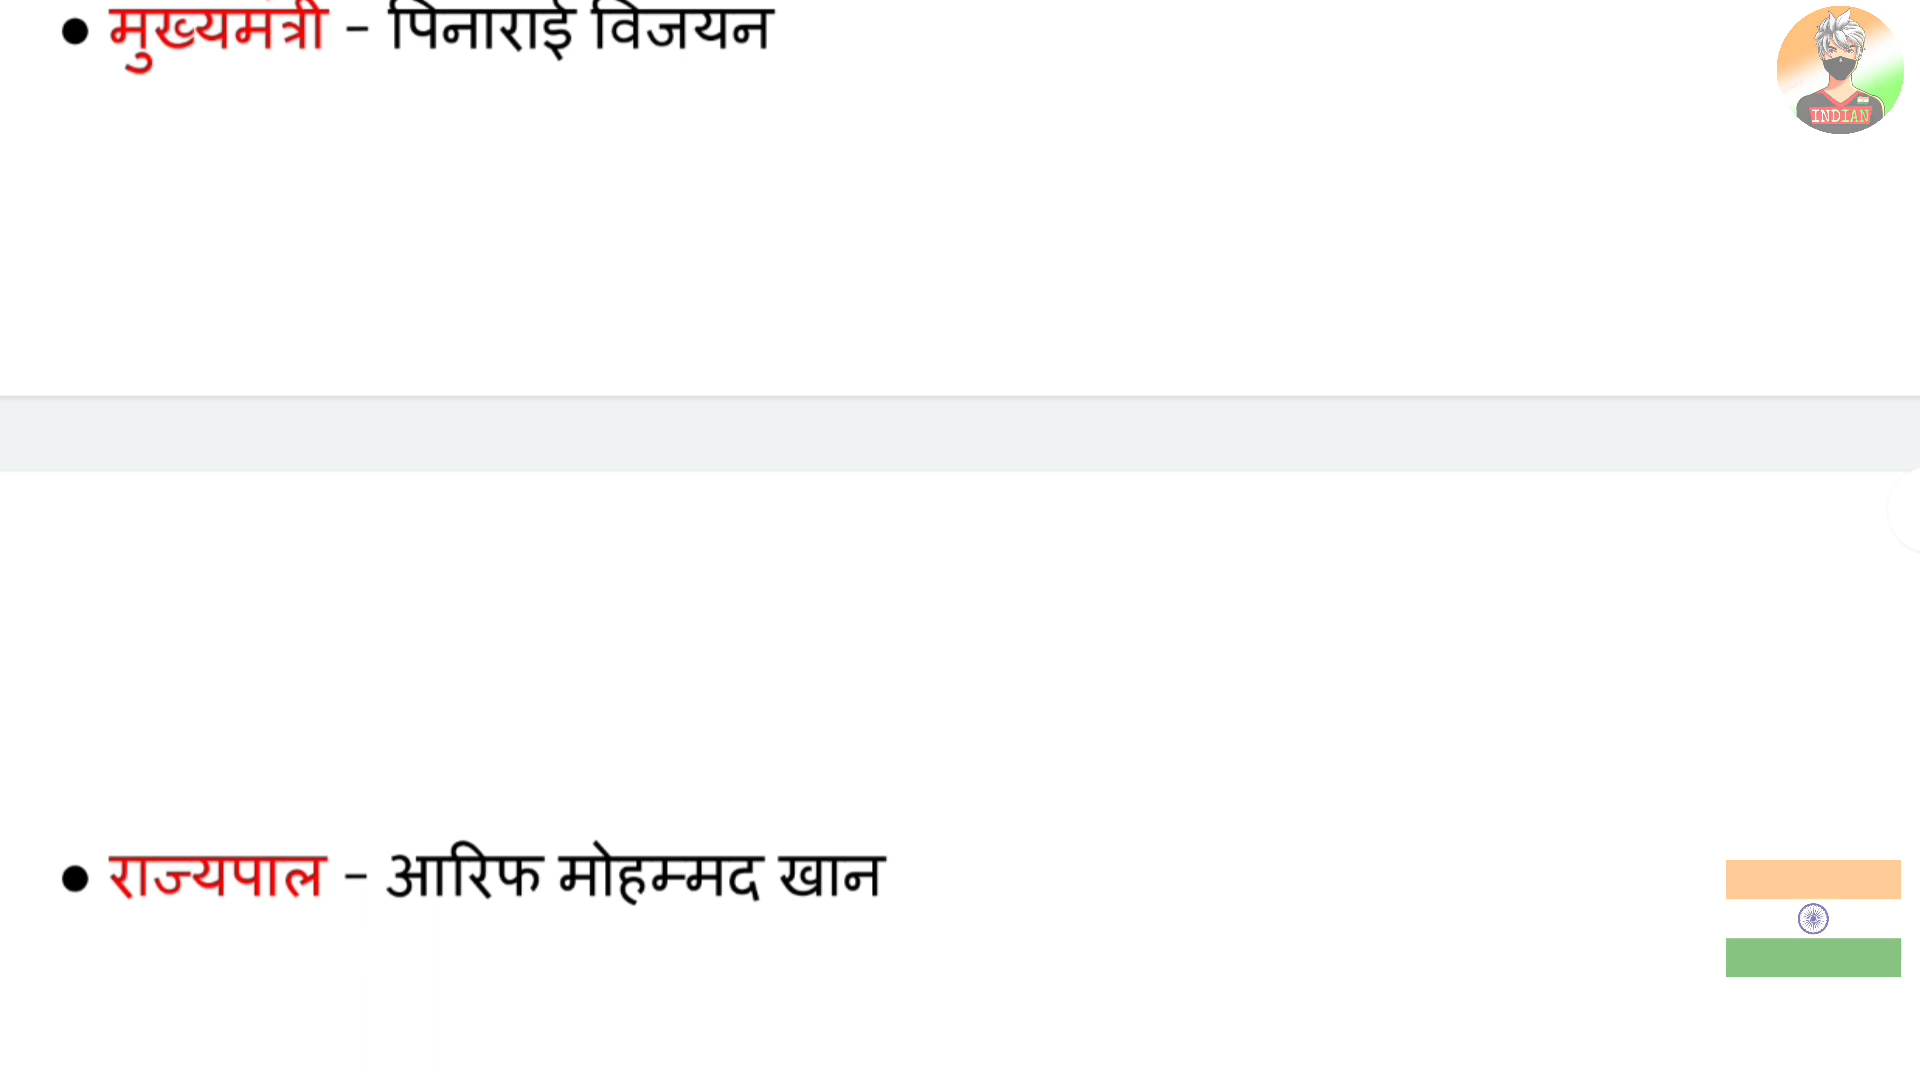 ● मुख्यमंत्री - पिनाराई विजयन
INDIAN
● राज्यपाल - आरिफ मोहम्मद खान